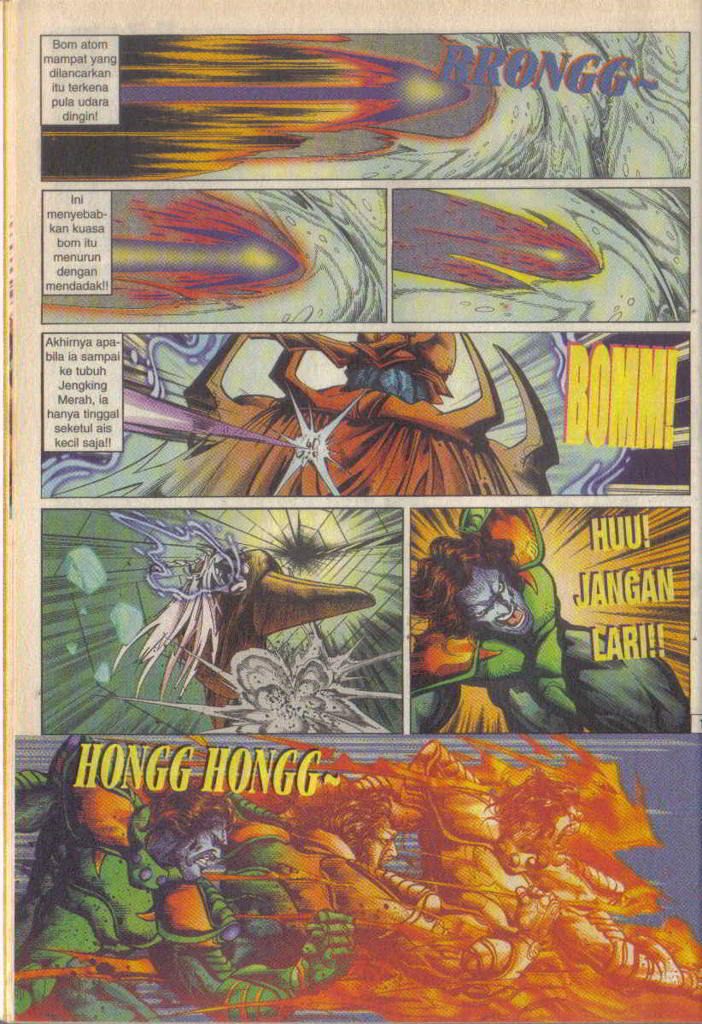 Bom atom
mampat yang
dilancarkan
itu terkena
pula udara
dingin!
RRONGG~
Ini
menyebab-
kan kuasa
bom itu
menurun
dengan
mendadak!!
Akhirnya apa-
bila ia sampai
ke tubuh
Jengking
Merah, ia
hanya tinggal
seketul ais
kecil saja!!
BOMM!
HUU!
JANGAN
LARI!!
HONGG HONGG~